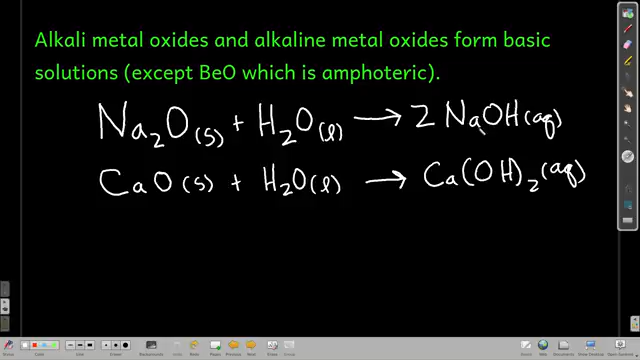 Alkali metal oxides and alkaline metal oxides form basic
solutions (except BeO which is amphoteric).
Na₂O(s) + H₂O(l) → 2 NaOH(aq)
CaO(s) + H₂O(l) → Ca(OH)₂(aq)